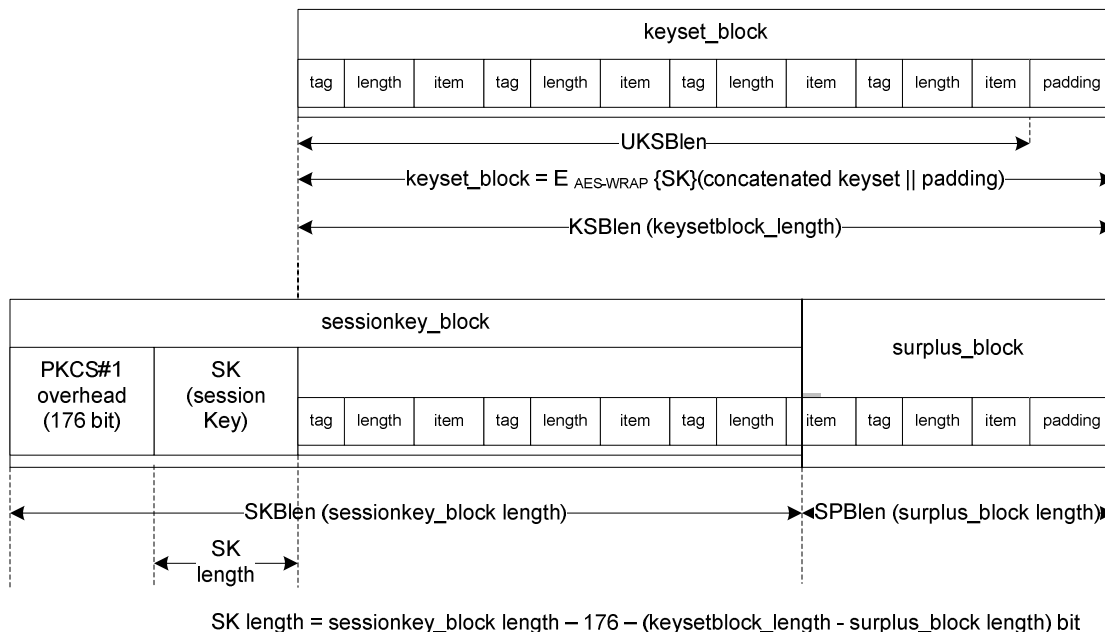 keyset_block
tag length item tag length item tag length item tag length item padding
UKSBlen
keyset_block = E AES-WRAP {SK}(concatenated keyset || padding)
KSBlen (keysetblock_length)
sessionkey_block
surplus_block
PKCS#1
overhead
(176 bit)
SK
(session
Key)
tag length item tag length item tag length item tag length item padding
SKBlen (sessionkey_block length)
SPBlen (surplus_block length)
SK
length
SK length = sessionkey_block length – 176 – (keysetblock_length - surplus_block length) bit